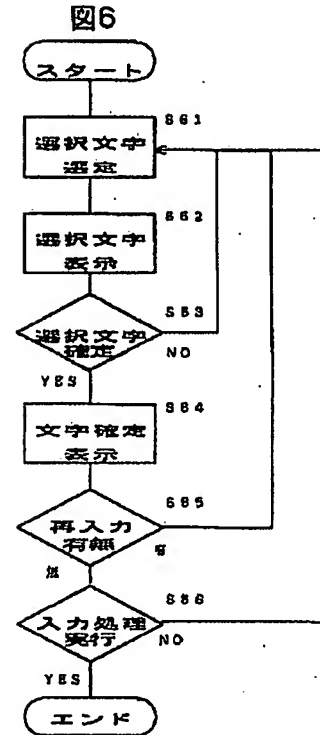 図6
スタート
S61
選択文字
選定
S62
選択文字
表示
S63
選択文字
確定
NO
YES
S64
文字確定
表示
S65
再入力
有無
有
無
S66
入力処理
実行
NO
YES
エンド